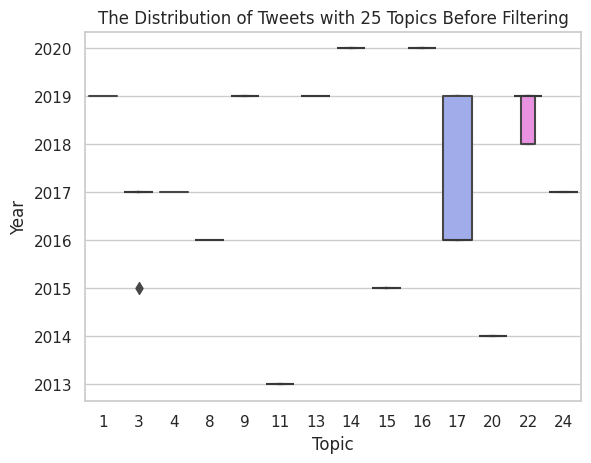 The Distribution of Tweets with 25 Topics Before Filtering
2020
2019
2018
2017
2016
2015
2014
2013
Year
1 3 4 8 9 11 13 14 15 16 17 20 22 24
Topic